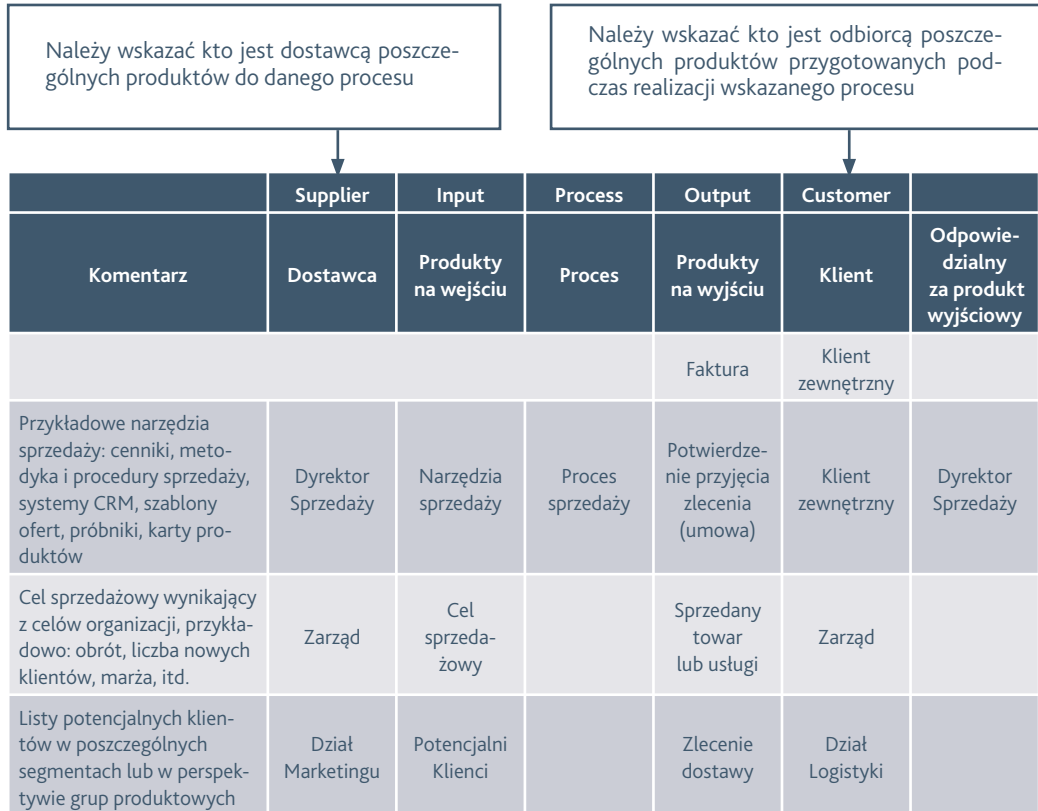 Należy wskazać kto jest dostawcą poszcze-
gólnych produktów do danego procesu
Należy wskazać kto jest odbiorcą poszcze-
gólnych produktów przygotowanych pod-
czas realizacji wskazanego procesu
Supplier
Input
Process
Output
Customer
Komentarz
Dostawca
Produkty
na wejściu
Proces
Produkty
na wyjściu
Klient
Odpowie-
dzialny
za produkt
wyjściowy
Faktura
Klient
zewnętrzny
Przykładowe narzędzia
sprzedaży: cenniki, meto-
dyka i procedury sprzedaży,
systemy CRM, szablony
ofert, próbniki, karty pro-
duktów
Dyrektor
Sprzedaży
Narzędzia
sprzedaży
Proces
sprzedaży
Potwierdze-
nie przyjęcia
zlecenia
(umowa)
Klient
zewnętrzny
Dyrektor
Sprzedaży
Cel sprzedażowy wynikający
z celów organizacji, przykła-
dowo: obrót, liczba nowych
klientów, marża, itd.
Zarząd
Cel
sprzeda-
żowy
Sprzedany
towar
lub usługi
Zarząd
Listy potencjalnych klien-
tów w poszczególnych
segmentach lub w perspek-
tywie grup produktowych
Dział
Marketingu
Potencjalni
Klienci
Zlecenie
dostawy
Dział
Logistyki